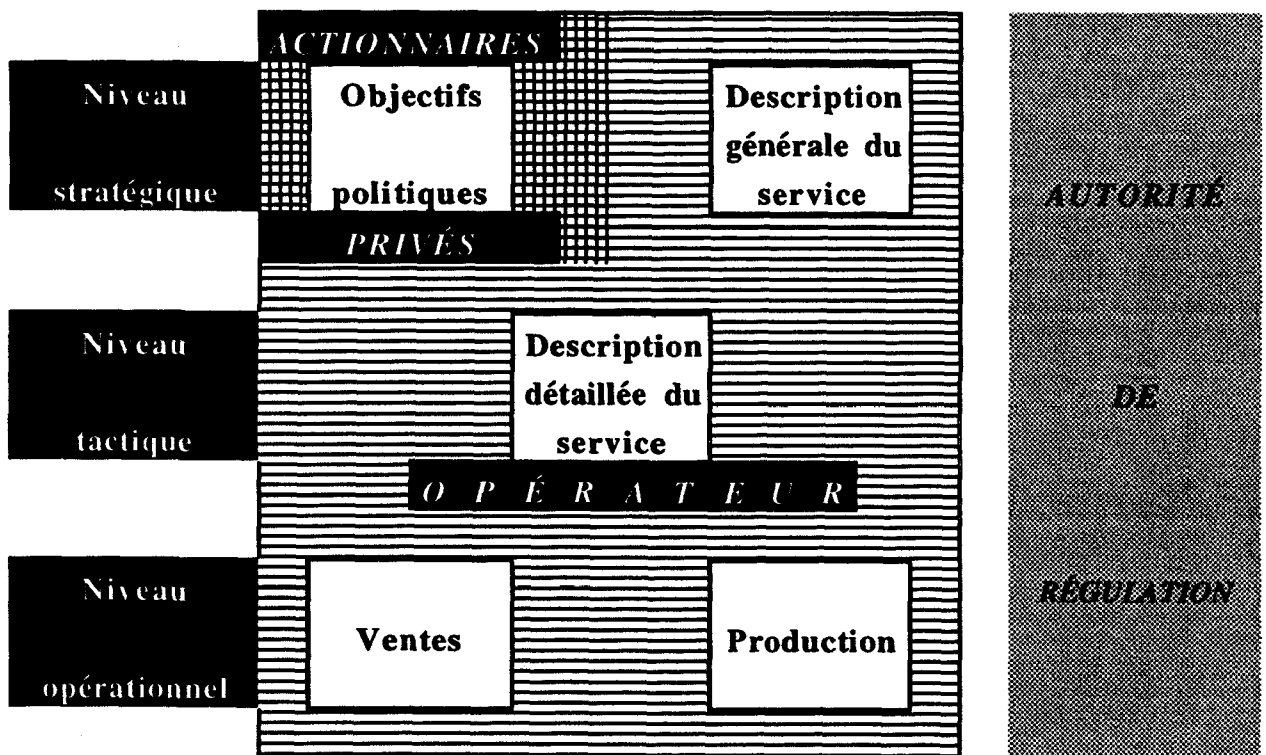 ACTIONNAIRES
Niveau
stratégique
Objectifs
politiques
Description
générale du
service
PRIVÉS
Niveau
tactique
Description
détaillée du
service
OPÉRATEUR
Niveau
opérationnel
Ventes
Production
AUTORITÉ
DE
RÉGULATION